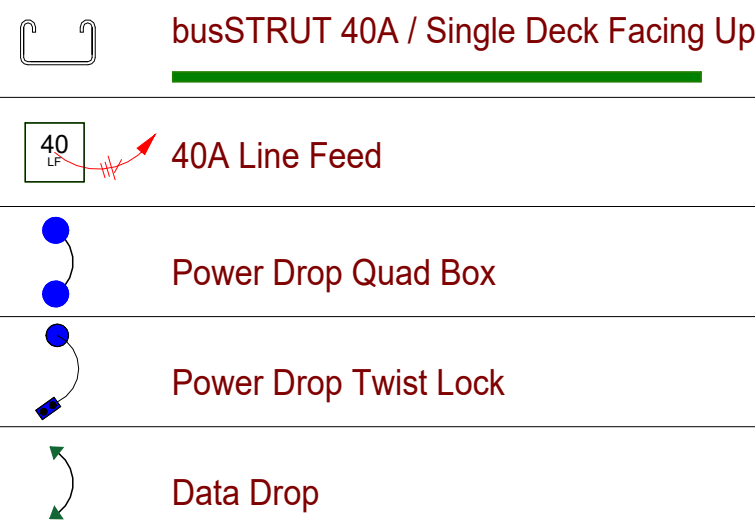 busSTRUT 40A / Single Deck Facing Up
40
LF
40A Line Feed
Power Drop Quad Box
Power Drop Twist Lock
Data Drop